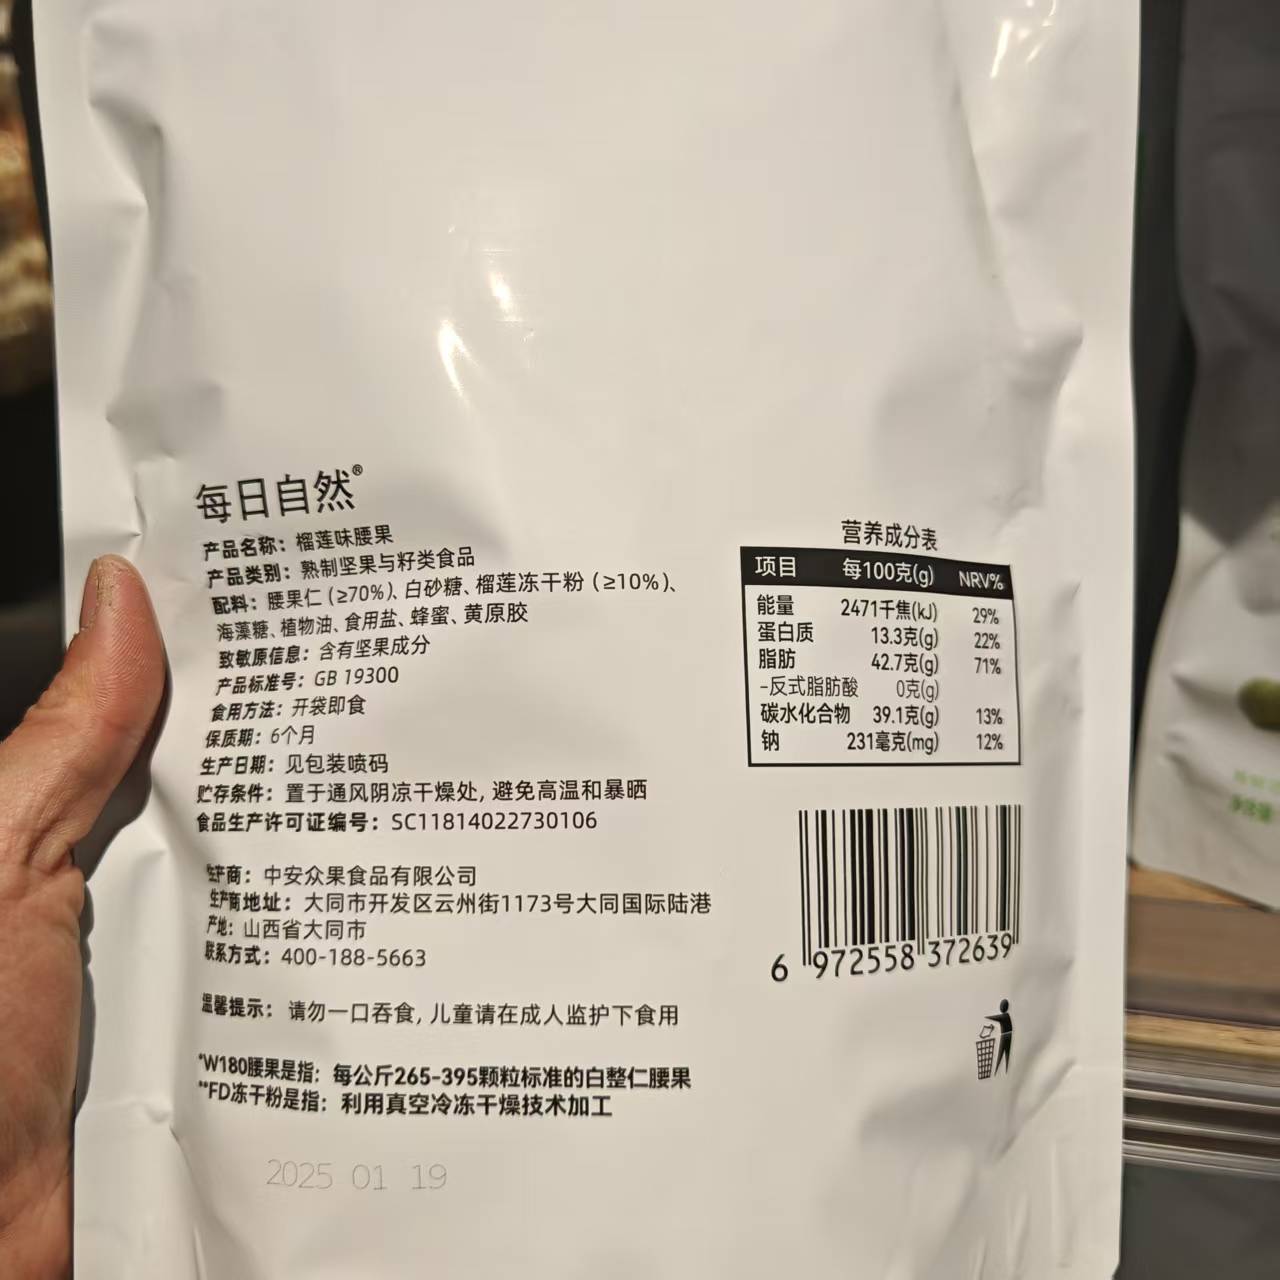 每日自然®
产品名称：榴莲味腰果
产品类别：熟制坚果与籽类食品
配料：腰果仁（≥70%）、白砂糖、榴莲冻干粉（≥10%）、
海藻糖、植物油、食用盐、蜂蜜、黄原胶
致敏原信息：含有坚果成分
产品标准号：GB 19300
食用方法：开袋即食
保质期：6个月
生产日期：见包装喷码
贮存条件：置于通风阴凉干燥处, 避免高温和暴晒
食品生产许可证编号：SC11814022730106
生产商：中安众果食品有限公司
生产商地址：大同市开发区云州街1173号大同国际陆港
产地：山西省大同市
联系方式：400-188-5663
温馨提示：请勿一口吞食, 儿童请在成人监护下食用
*W180腰果是指：每公斤265-395颗粒标准的白整仁腰果
**FD冻干粉是指：利用真空冷冻干燥技术加工
2025 01 19
营养成分表
项目 每100克(g) NRV%
能量 2471千焦(kJ) 29%
蛋白质 13.3克(g) 22%
脂肪 42.7克(g) 71%
-反式脂肪酸 0克(g)
碳水化合物 39.1克(g) 13%
钠 231毫克(mg) 12%
6 972558 372639